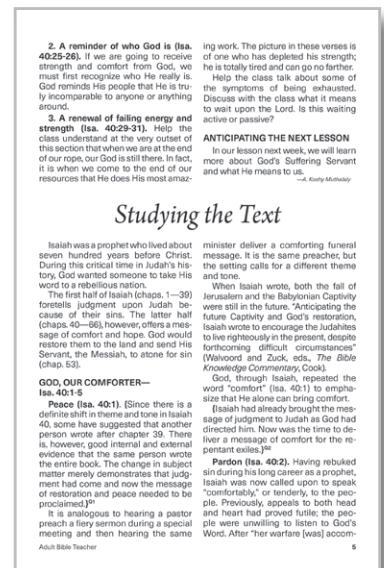 2. A reminder of who God is (Isa.
40:25-26). If we are going to receive
strength and comfort from God, we
must first recognize who He really is.
God reminds His people that He is tru-
ly incomparable to anyone or anything
around.
3. A renewal of failing energy and
strength (Isa. 40:29-31). Help the
class understand at the very outset of
this section that when we are at the end
of our rope, our God is still there. In fact,
it is when we come to the end of our
resources that He does His most amaz-
ing work. The picture in these verses is
of one who has depleted his strength;
he is totally tired and can go no farther.
Help the class talk about some of
the symptoms of being exhausted.
Discuss with the class what it means
to wait upon the Lord. Is this waiting
active or passive?
ANTICIPATING THE NEXT LESSON
In our lesson next week, we will learn
more about God's Suffering Servant
and what He means to us.
—A. Koshy Muthalaly
Studying the Text
Isaiah was a prophet who lived about
seven hundred years before Christ.
During this critical time in Judah's his-
tory, God wanted someone to take His
word to a rebellious nation.
The first half of Isaiah (chaps. 1—39)
foretells judgment upon Judah be-
cause of their sins. The latter half
(chaps. 40—66), however, offers a mes-
sage of comfort and hope. God would
restore them to the land and send His
Servant, the Messiah, to atone for sin
(chap. 53).
GOD, OUR COMFORTER—
Isa. 40:1-5
Peace (Isa. 40:1). {Since there is a
definite shift in theme and tone in Isaiah
40, some have suggested that another
person wrote after chapter 39. There
is, however, good internal and external
evidence that the same person wrote
the entire book. The change in subject
matter merely demonstrates that judg-
ment had come and now the message
of restoration and peace needed to be
proclaimed.}Q1
It is analogous to hearing a pastor
preach a fiery sermon during a special
meeting and then hearing the same
minister deliver a comforting funeral
message. It is the same preacher, but
the setting calls for a different theme
and tone.
When Isaiah wrote, both the fall of
Jerusalem and the Babylonian Captivity
were still in the future. "Anticipating the
future Captivity and God's restoration,
Isaiah wrote to encourage the Judahites
to live righteously in the present, despite
forthcoming difficult circumstances"
(Walvoord and Zuck, eds., The Bible
Knowledge Commentary, Cook).
God, through Isaiah, repeated the
word "comfort" (Isa. 40:1) to empha-
size that He alone can bring comfort.
{Isaiah had already brought the mes-
sage of judgment to Judah as God had
directed him. Now was the time to de-
liver a message of comfort for the re-
pentant exiles.}Q2
Pardon (Isa. 40:2). Having rebuked
sin during his long career as a prophet,
Isaiah was now called upon to speak
"comfortably," or tenderly, to the peo-
ple. Previously, appeals to both head
and heart had proved futile; the peo-
ple were unwilling to listen to God's
Word. After "her warfare [was] accom-
Adult Bible Teacher
5